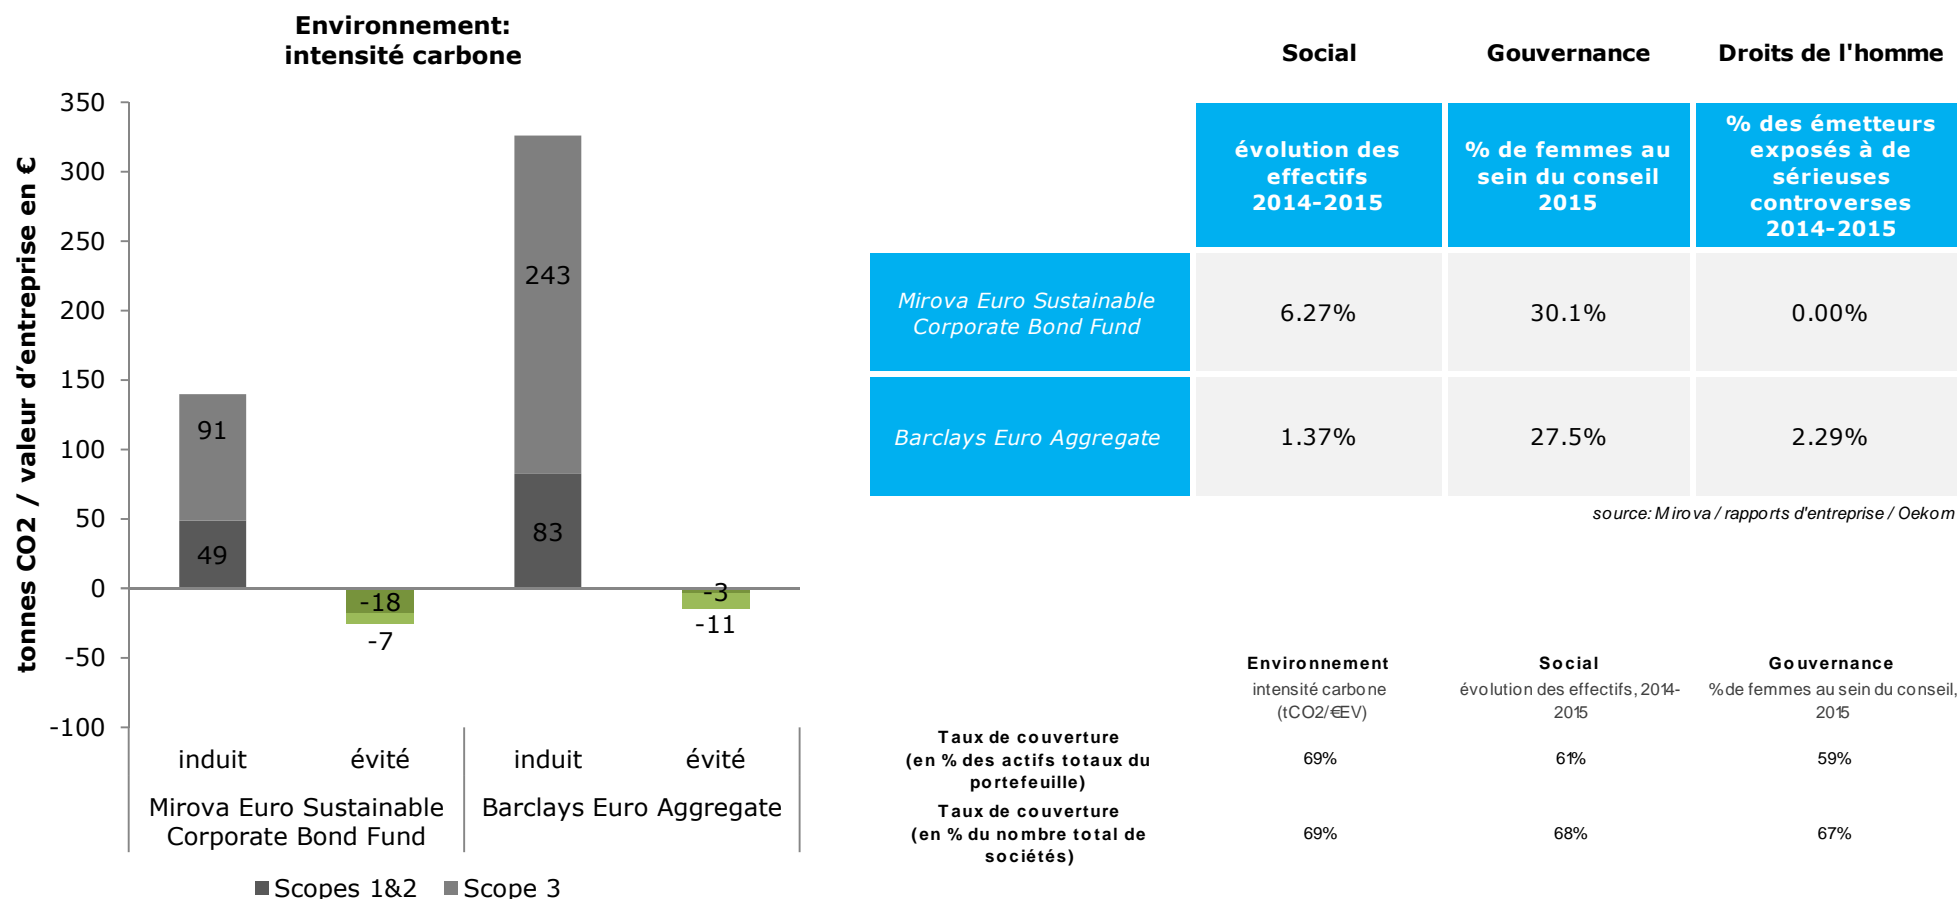 Environnement:
intensité carbone
tonnes CO2 / valeur d’entreprise en €
350
300
250
200
150
100
50
0
-50
-100
91
49
-18
-7
243
83
-3
-11
induit
évité
induit
évité
Mirova Euro Sustainable
Corporate Bond Fund
Barclays Euro Aggregate
Scopes 1&2
Scope 3
Social
Gouvernance
Droits de l'homme
évolution des
effectifs
2014-2015
% de femmes au
sein du conseil
2015
% des émetteurs
exposés à de
sérieuses
controverses
2014-2015
Mirova Euro Sustainable
Corporate Bond Fund
6.27%
30.1%
0.00%
Barclays Euro Aggregate
1.37%
27.5%
2.29%
source: Mirova / rapports d'entreprise / Oekom
Environnement
intensité carbone
(tCO2/€EV)
Social
évolution des effectifs, 2014-
2015
Gouvernance
% de femmes au sein du conseil,
2015
Taux de couverture
(en % des actifs totaux du
portefeuille)
69%
61%
59%
Taux de couverture
(en % du nombre total de
sociétés)
69%
68%
67%